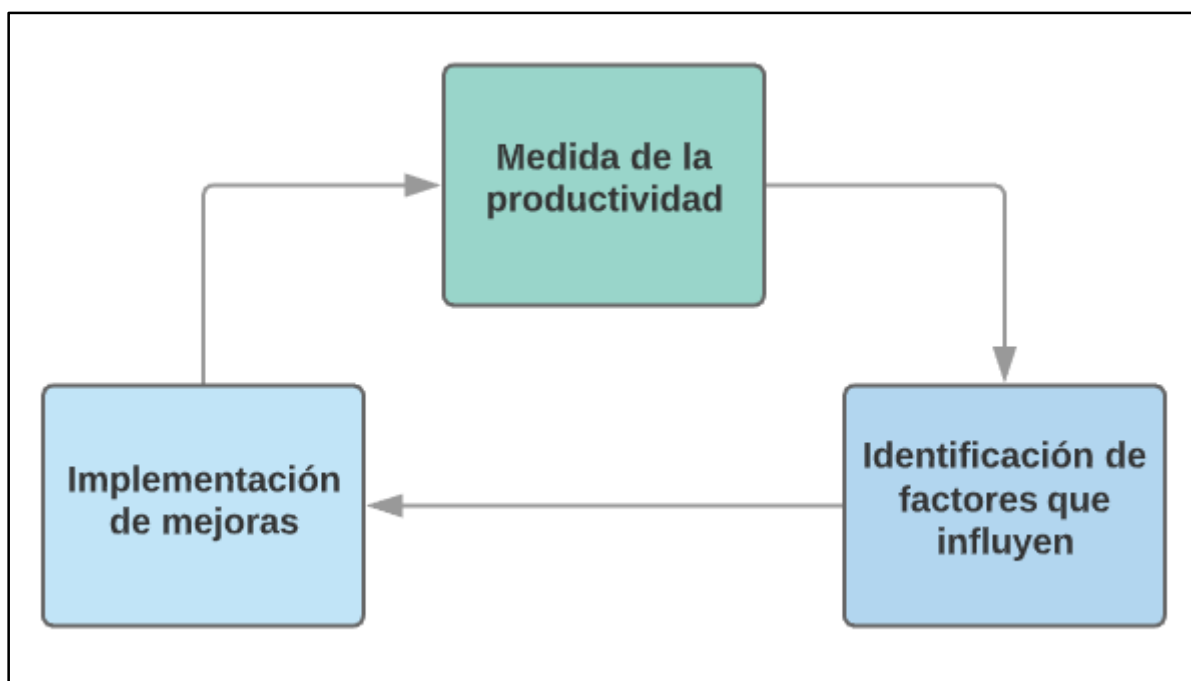 Medida de la
productividad
Identificación de
factores que
influyen
Implementación
de mejoras